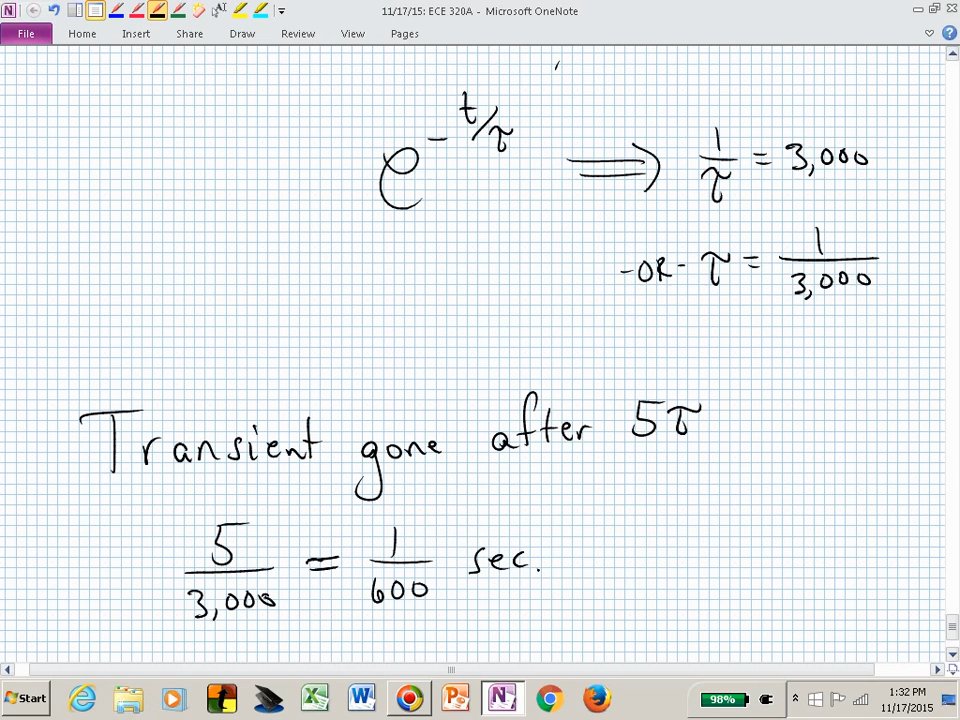 11/17/15: ECE 320A - Microsoft OneNote
File Home Insert Share Draw Review View Pages
e^{-t/τ} ⟹ 1/τ = 3,000
-OR- τ = 1/3,000
Transient gone after 5τ
5/3,000 = 1/600 sec.
Start 98% 1:32 PM
11/17/2015